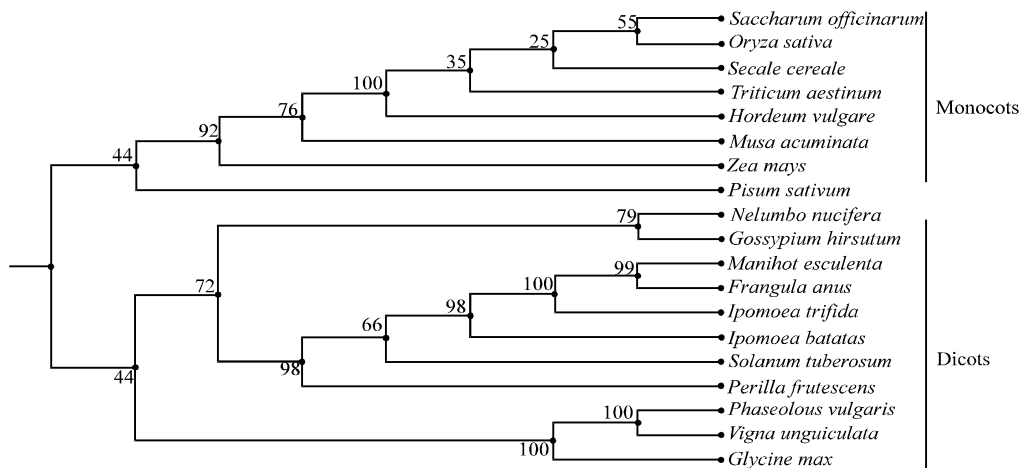 55
Saccharum officinarum
25
Oryza sativa
35
Secale cereale
100
Triticum aestinum
76
Hordeum vulgare
Monocots
92
Musa acuminata
44
Zea mays
Pisum sativum
79
Nelumbo nucifera
Gossypium hirsutum
99
Manihot esculenta
72
100
Frangula anus
98
Ipomoea trifida
66
Ipomoea batatas
98
Solanum tuberosum
Dicots
44
Perilla frutescens
100
Phaseolous vulgaris
100
Vigna unguiculata
Glycine max